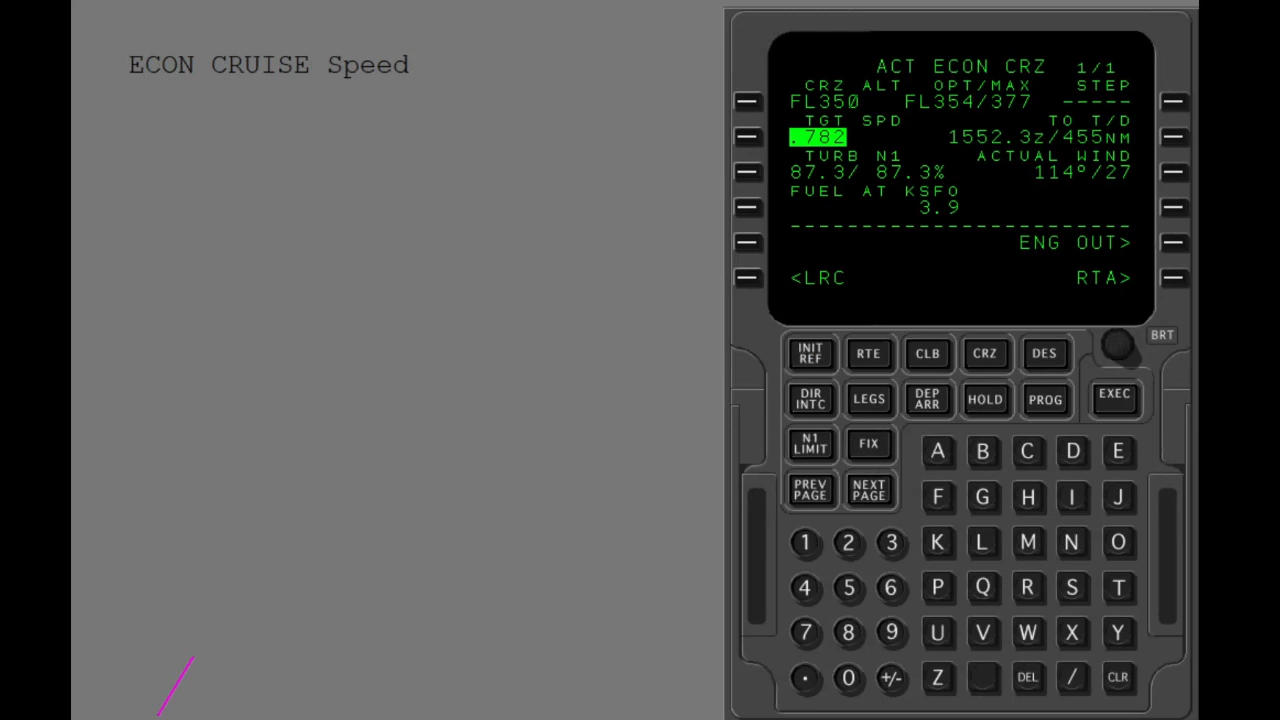 ECON CRUISE Speed
ACT ECON CRZ 1/1
CRZ ALT OPT/MAX STEP
FL350 FL354/377 -----
TGT SPD TO T/D
.782 1552.3z/455NM
TURB N1 ACTUAL WIND
87.3/ 87.3% 114º/27
FUEL AT KSFO
3.9
------------------------
ENG OUT>
<LRC RTA>
BRT
INIT REF RTE CLB CRZ DES
DIR INTC LEGS DEP ARR HOLD PROG EXEC
N1 LIMIT FIX
A B C D E
PREV PAGE NEXT PAGE
F G H I J
1 2 3 K L M N O
4 5 6 P Q R S T
7 8 9 U V W X Y
. 0 +/- Z DEL / CLR